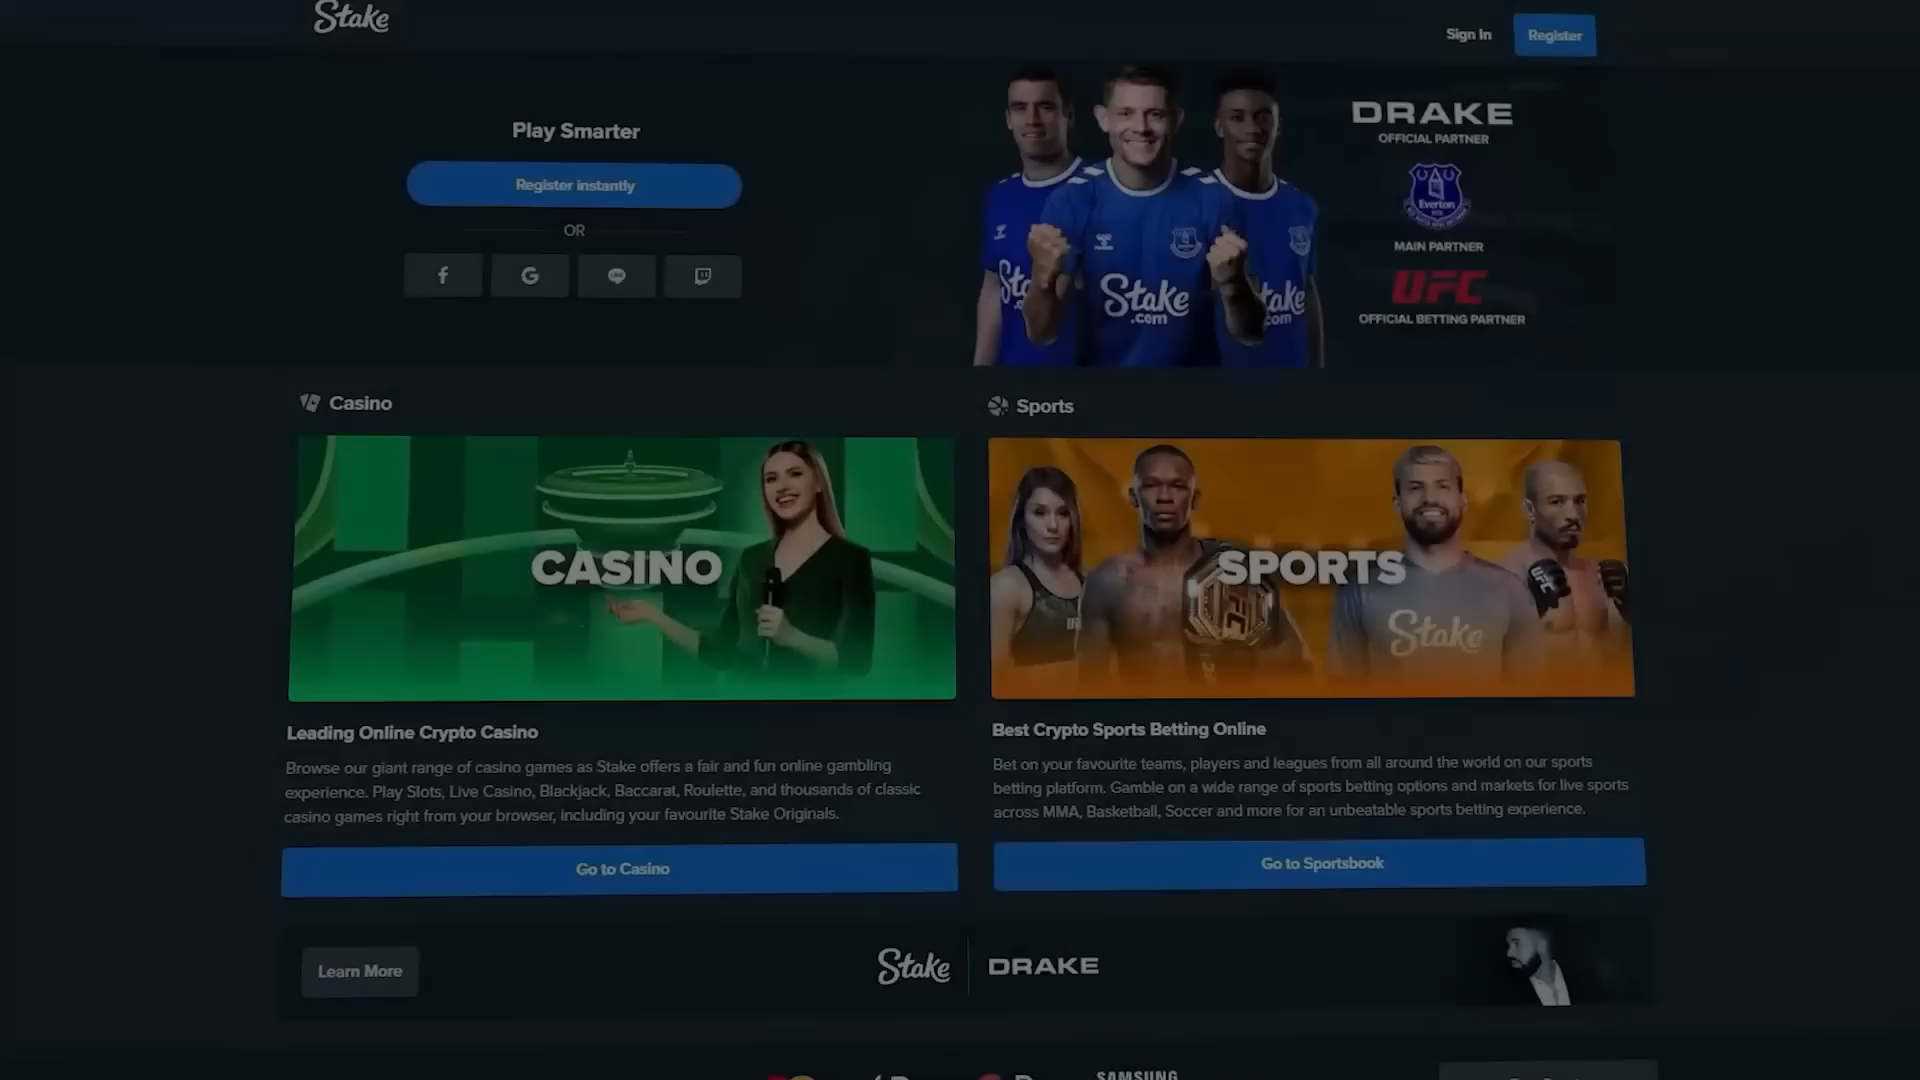 Stake
Sign In
Register
Play Smarter
Register instantly
OR
DRAKE
OFFICIAL PARTNER
Everton
MAIN PARTNER
UFC
OFFICIAL BETTING PARTNER
Stake
.com
Casino
Sports
CASINO
SPORTS
UFC
Stake
Leading Online Crypto Casino
Browse our giant range of casino games as Stake offers a fair and fun online gambling
experience. Play Slots, Live Casino, Blackjack, Baccarat, Roulette, and thousands of classic
casino games right from your browser, including your favourite Stake Originals.
Go to Casino
Best Crypto Sports Betting Online
Bet on your favourite teams, players and leagues from all around the world on our sports
betting platform. Gamble on a wide range of sports betting options and markets for live sports
across MMA, Basketball, Soccer and more for an unbeatable sports betting experience.
Go to Sportsbook
Learn More
Stake
DRAKE
SAMSUNG